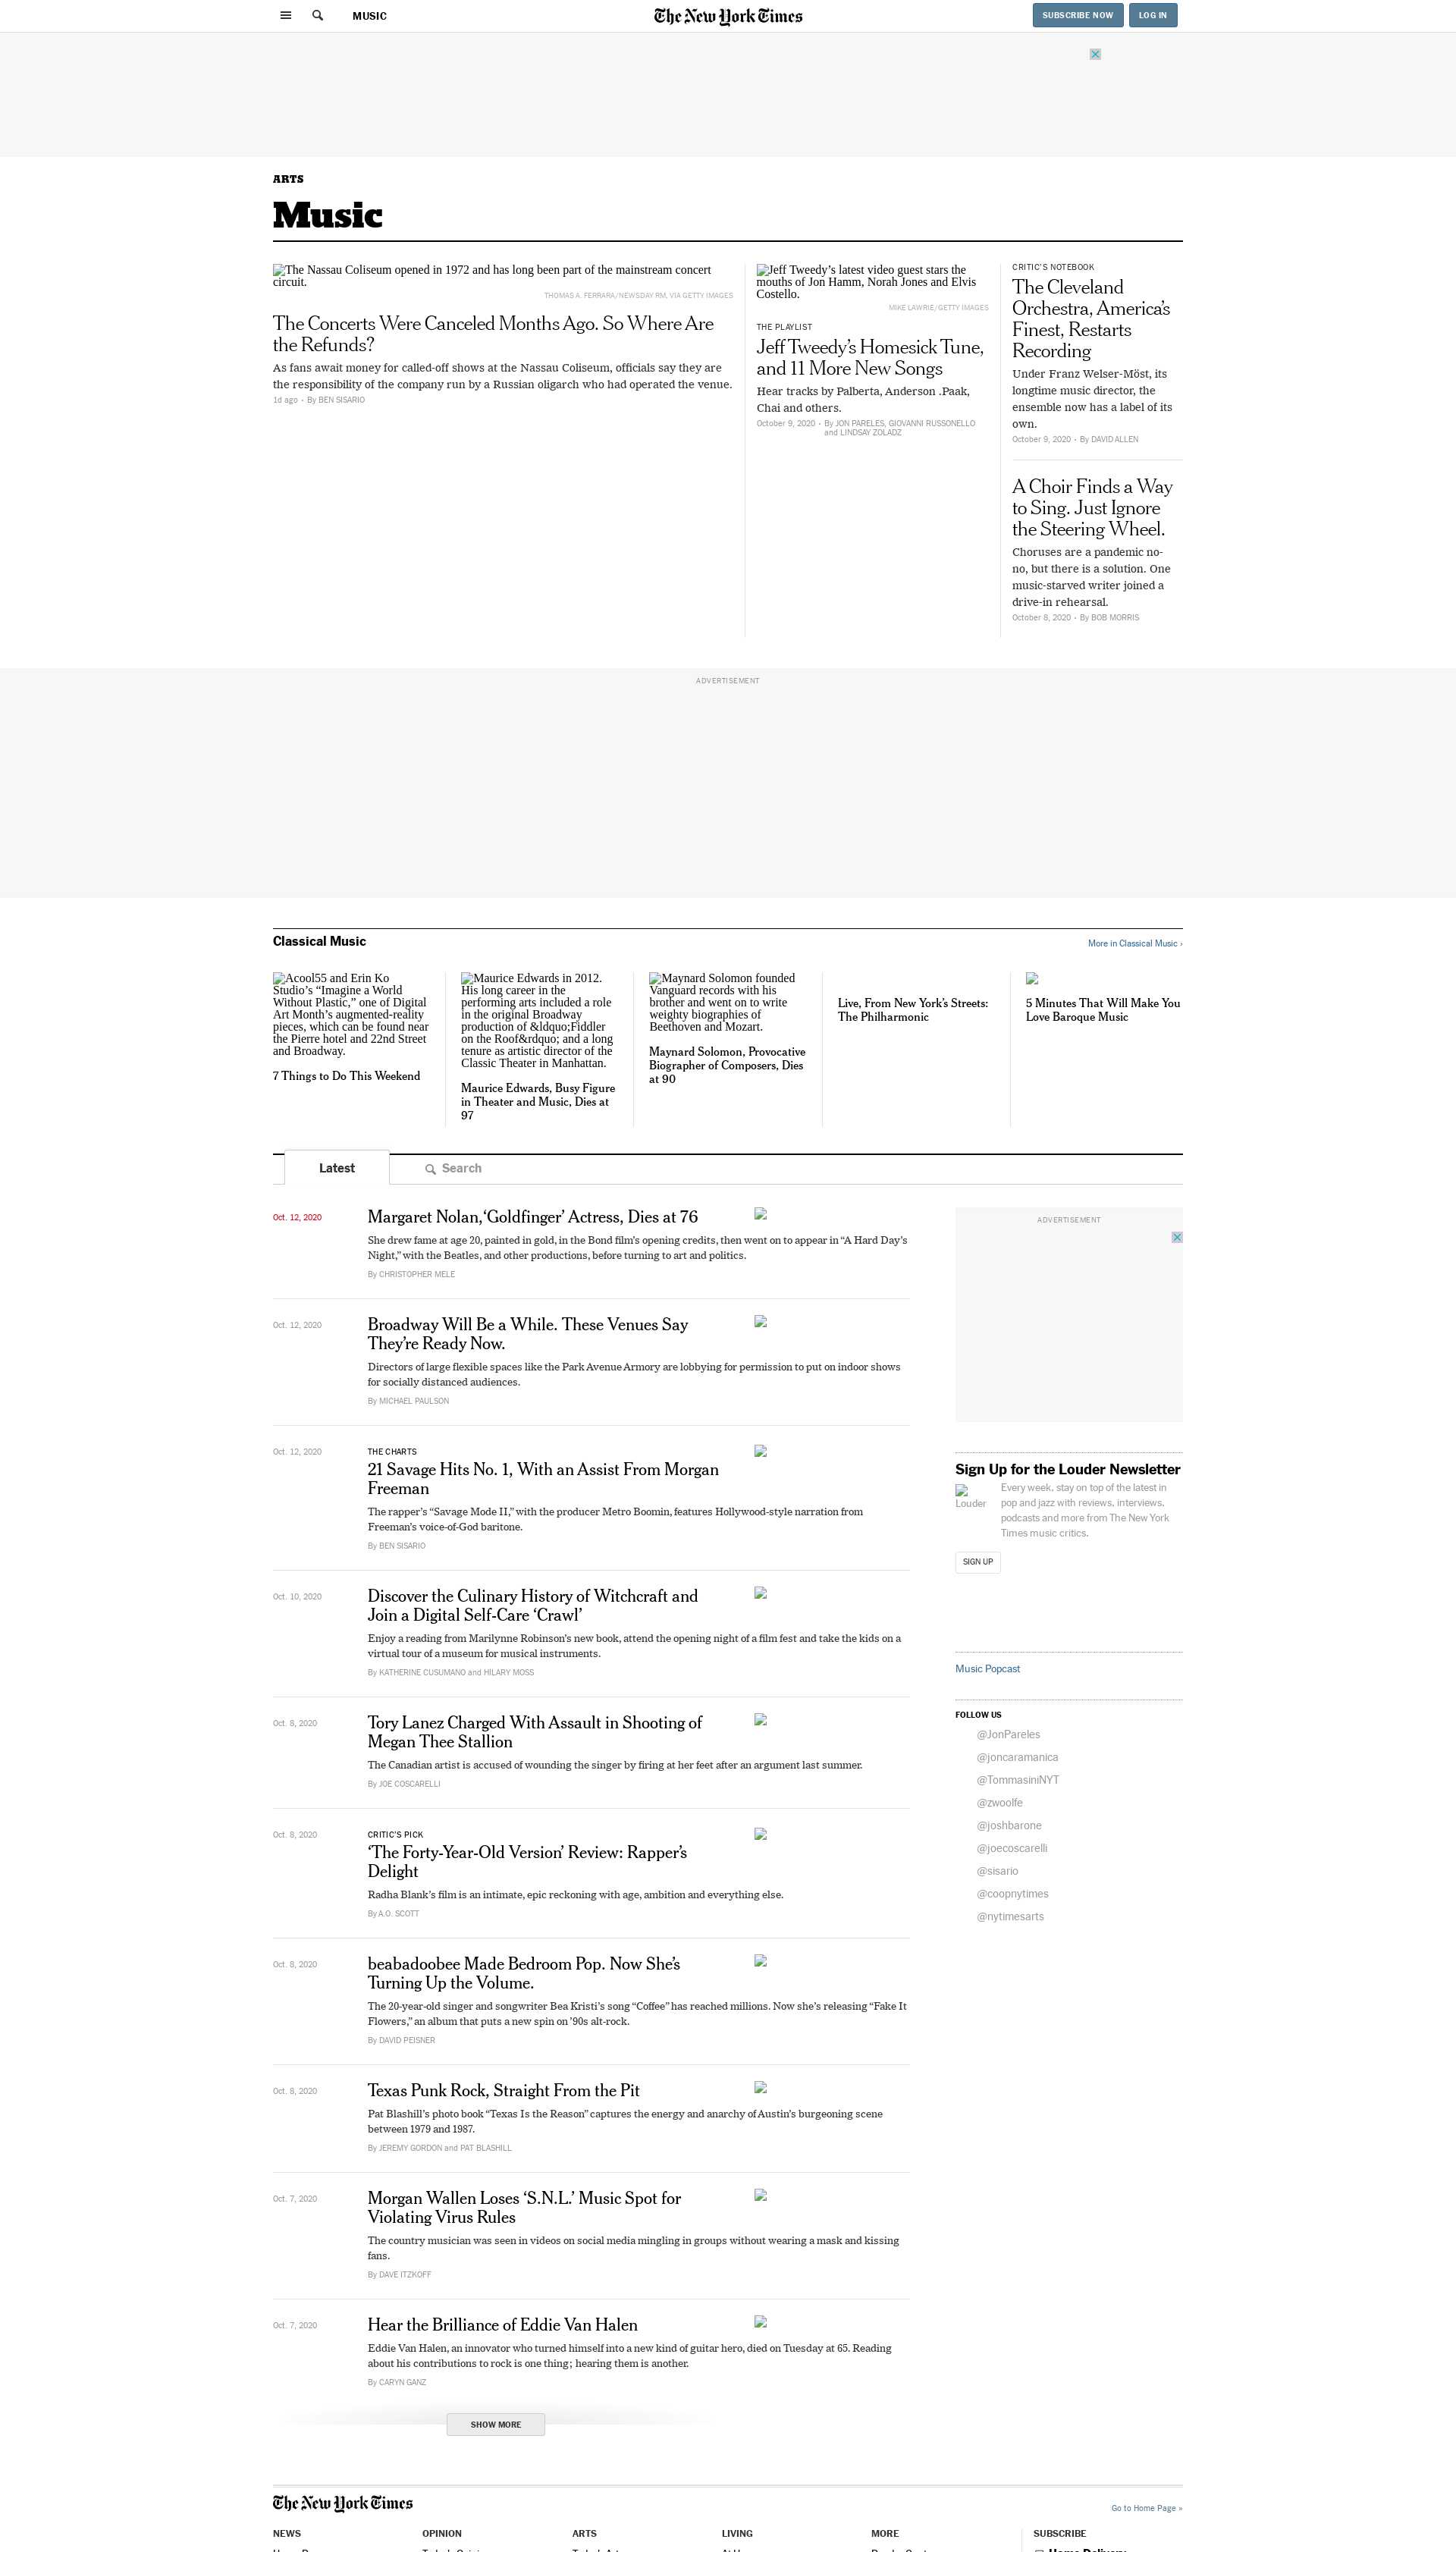 MUSIC
The New York Times
SUBSCRIBE NOW
LOG IN
ARTS
Music
The Nassau Coliseum opened in 1972 and has long been part of the mainstream concert
circuit.
THOMAS A. FERRARA/NEWSDAY RM, VIA GETTY IMAGES
The Concerts Were Canceled Months Ago. So Where Are
the Refunds?
As fans await money for called-off shows at the Nassau Coliseum, officials say they are
the responsibility of the company run by a Russian oligarch who had operated the venue.
1d ago • By BEN SISARIO
Jeff Tweedy’s latest video guest stars the
mouths of Jon Hamm, Norah Jones and Elvis
Costello.
MIKE LAWRIE/GETTY IMAGES
THE PLAYLIST
Jeff Tweedy’s Homesick Tune,
and 11 More New Songs
Hear tracks by Palberta, Anderson .Paak,
Chai and others.
October 9, 2020 • By JON PARELES, GIOVANNI RUSSONELLO
and LINDSAY ZOLADZ
CRITIC’S NOTEBOOK
The Cleveland
Orchestra, America’s
Finest, Restarts
Recording
Under Franz Welser-Möst, its
longtime music director, the
ensemble now has a label of its
own.
October 9, 2020 • By DAVID ALLEN
A Choir Finds a Way
to Sing. Just Ignore
the Steering Wheel.
Choruses are a pandemic no-
no, but there is a solution. One
music-starved writer joined a
drive-in rehearsal.
October 8, 2020 • By BOB MORRIS
ADVERTISEMENT
Classical Music
More in Classical Music ›
Acool55 and Erin Ko
Studio’s “Imagine a World
Without Plastic,” one of Digital
Art Month’s augmented-reality
pieces, which can be found near
the Pierre hotel and 22nd Street
and Broadway.
7 Things to Do This Weekend
Maurice Edwards in 2012.
His long career in the
performing arts included a role
in the original Broadway
production of &ldquo;Fiddler
on the Roof&rdquo; and a long
tenure as artistic director of the
Classic Theater in Manhattan.
Maurice Edwards, Busy Figure
in Theater and Music, Dies at
97
Maynard Solomon founded
Vanguard records with his
brother and went on to write
weighty biographies of
Beethoven and Mozart.
Maynard Solomon, Provocative
Biographer of Composers, Dies
at 90
Live, From New York’s Streets:
The Philharmonic
5 Minutes That Will Make You
Love Baroque Music
Latest
Search
Oct. 12, 2020
Margaret Nolan,‘Goldfinger’ Actress, Dies at 76
She drew fame at age 20, painted in gold, in the Bond film’s opening credits, then went on to appear in “A Hard Day’s
Night,” with the Beatles, and other productions, before turning to art and politics.
By CHRISTOPHER MELE
Oct. 12, 2020
Broadway Will Be a While. These Venues Say
They’re Ready Now.
Directors of large flexible spaces like the Park Avenue Armory are lobbying for permission to put on indoor shows
for socially distanced audiences.
By MICHAEL PAULSON
Oct. 12, 2020
THE CHARTS
21 Savage Hits No. 1, With an Assist From Morgan
Freeman
The rapper’s “Savage Mode II,” with the producer Metro Boomin, features Hollywood-style narration from
Freeman’s voice-of-God baritone.
By BEN SISARIO
Oct. 10, 2020
Discover the Culinary History of Witchcraft and
Join a Digital Self-Care ‘Crawl’
Enjoy a reading from Marilynne Robinson’s new book, attend the opening night of a film fest and take the kids on a
virtual tour of a museum for musical instruments.
By KATHERINE CUSUMANO and HILARY MOSS
Oct. 8, 2020
Tory Lanez Charged With Assault in Shooting of
Megan Thee Stallion
The Canadian artist is accused of wounding the singer by firing at her feet after an argument last summer.
By JOE COSCARELLI
Oct. 8, 2020
CRITIC’S PICK
‘The Forty-Year-Old Version’ Review: Rapper’s
Delight
Radha Blank’s film is an intimate, epic reckoning with age, ambition and everything else.
By A.O. SCOTT
Oct. 8, 2020
beabadoobee Made Bedroom Pop. Now She’s
Turning Up the Volume.
The 20-year-old singer and songwriter Bea Kristi’s song “Coffee” has reached millions. Now she’s releasing “Fake It
Flowers,” an album that puts a new spin on ’90s alt-rock.
By DAVID PEISNER
Oct. 8, 2020
Texas Punk Rock, Straight From the Pit
Pat Blashill’s photo book “Texas Is the Reason” captures the energy and anarchy of Austin’s burgeoning scene
between 1979 and 1987.
By JEREMY GORDON and PAT BLASHILL
Oct. 7, 2020
Morgan Wallen Loses ‘S.N.L.’ Music Spot for
Violating Virus Rules
The country musician was seen in videos on social media mingling in groups without wearing a mask and kissing
fans.
By DAVE ITZKOFF
Oct. 7, 2020
Hear the Brilliance of Eddie Van Halen
Eddie Van Halen, an innovator who turned himself into a new kind of guitar hero, died on Tuesday at 65. Reading
about his contributions to rock is one thing; hearing them is another.
By CARYN GANZ
SHOW MORE
ADVERTISEMENT
Sign Up for the Louder Newsletter
Louder
Every week, stay on top of the latest in
pop and jazz with reviews, interviews,
podcasts and more from The New York
Times music critics.
SIGN UP
Music Popcast
FOLLOW US
@JonPareles
@joncaramanica
@TommasiniNYT
@zwoolfe
@joshbarone
@joecoscarelli
@sisario
@coopnytimes
@nytimesarts
The New York Times
Go to Home Page »
NEWS
OPINION
ARTS
LIVING
MORE
SUBSCRIBE